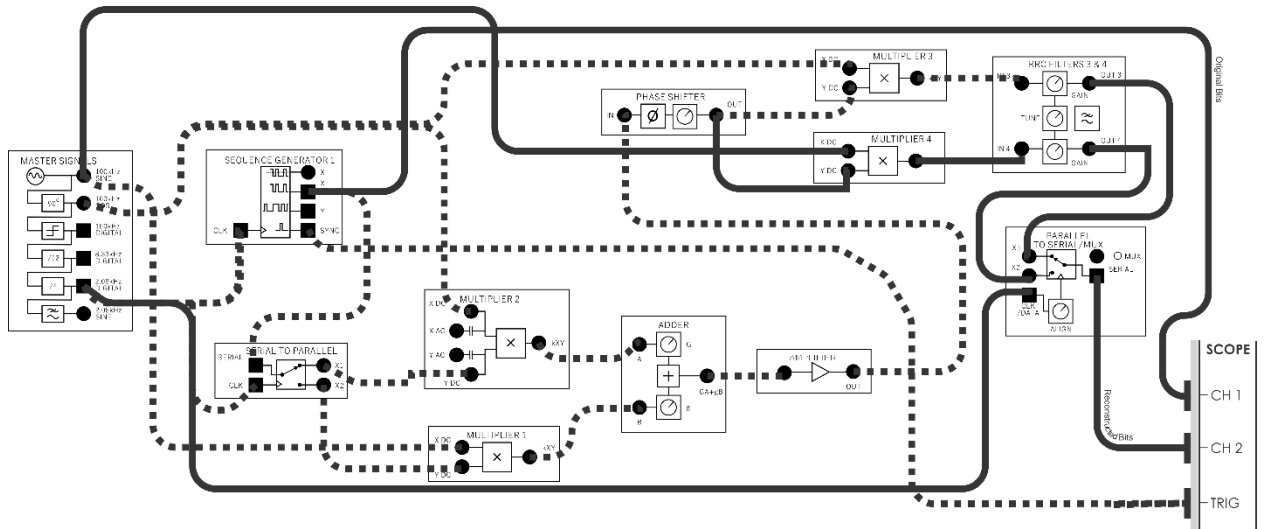 MASTER SIGNALS
100kHz
SINE
90°
100kHz
100kHz
DIGITAL
/12
8.33kHz
DIGITAL
/4
2.08kHz
DIGITAL
2.08kHz
SINE
SEQUENCE GENERATOR 1
X
X
Y
CLK
SYNC
SERIAL TO PARALLEL
SERIAL
X1
CLK
X2
MULTIPLIER 2
X DC
X AC
Y AC
Y DC
×
kXY
MULTIPLIER 1
X DC
Y DC
×
kXY
ADDER
A
G
+
B
g
GA+gB
AMPLIFIER
OUT
PHASE SHIFTER
IN
Ø
OUT
MULTIPLIER 3
X DC
Y DC
×
MULTIPLIER 4
X DC
Y DC
×
RRC FILTERS 3 & 4
IN 3
OUT 3
GAIN
TUNE
IN 4
OUT 4
GAIN
PARALLEL
TO SERIAL/MUX
X1
MUX
X2
SERIAL
CLK
/DATA
ALIGN
Original Bits
Reconstructed Bits
SCOPE
CH 1
CH 2
TRIG